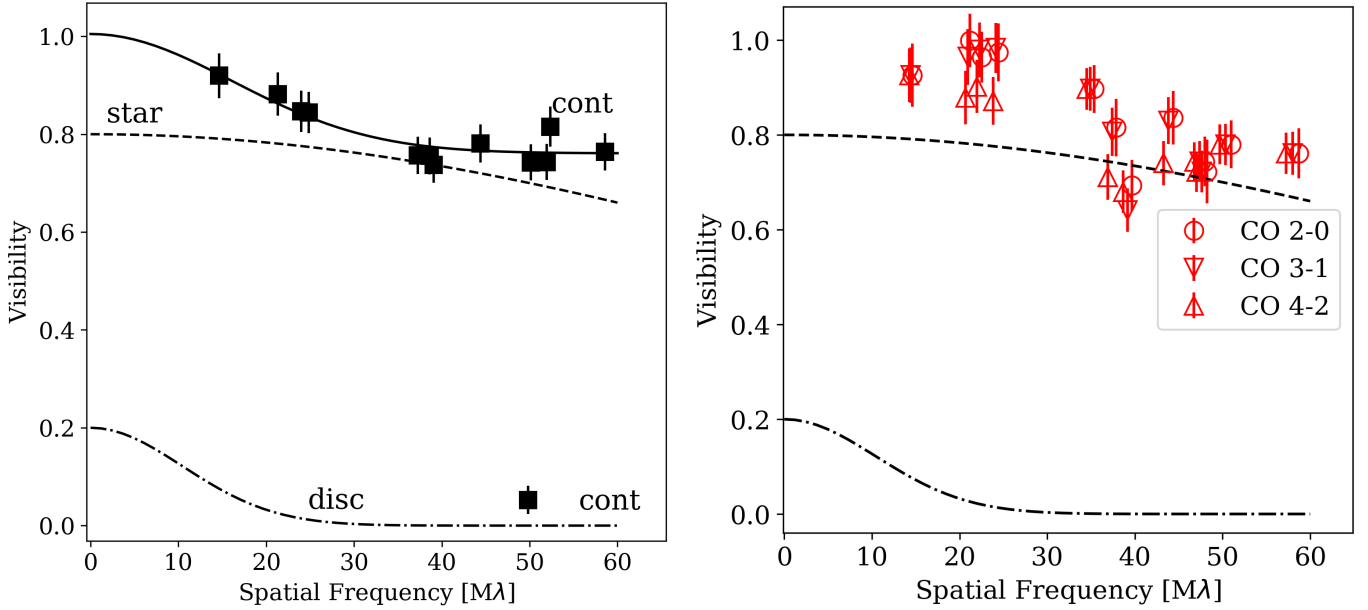 1.0
0.8
0.6
0.4
0.2
0.0
Visibility
star
cont
disc
cont
0 10 20 30 40 50 60
Spatial Frequency [Mλ]
1.0
0.8
0.6
0.4
0.2
0.0
Visibility
CO 2-0
CO 3-1
CO 4-2
0 10 20 30 40 50 60
Spatial Frequency [Mλ]